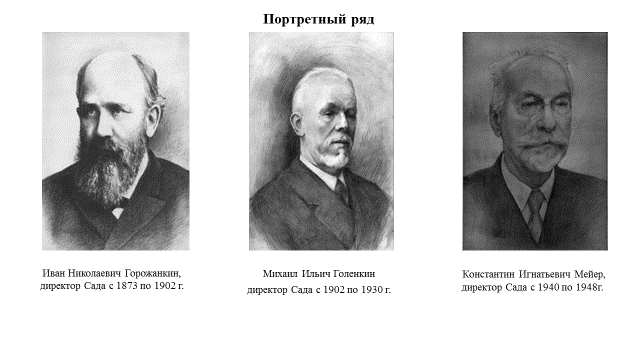 Портретный ряд
Иван Николаевич Горожанкин,
директор Сада с 1873 по 1902 г.
Михаил Ильич Голенкин
директор Сада с 1902 по 1930 г.
Константин Игнатьевич Мейер,
директор Сада с 1940 по 1948г.